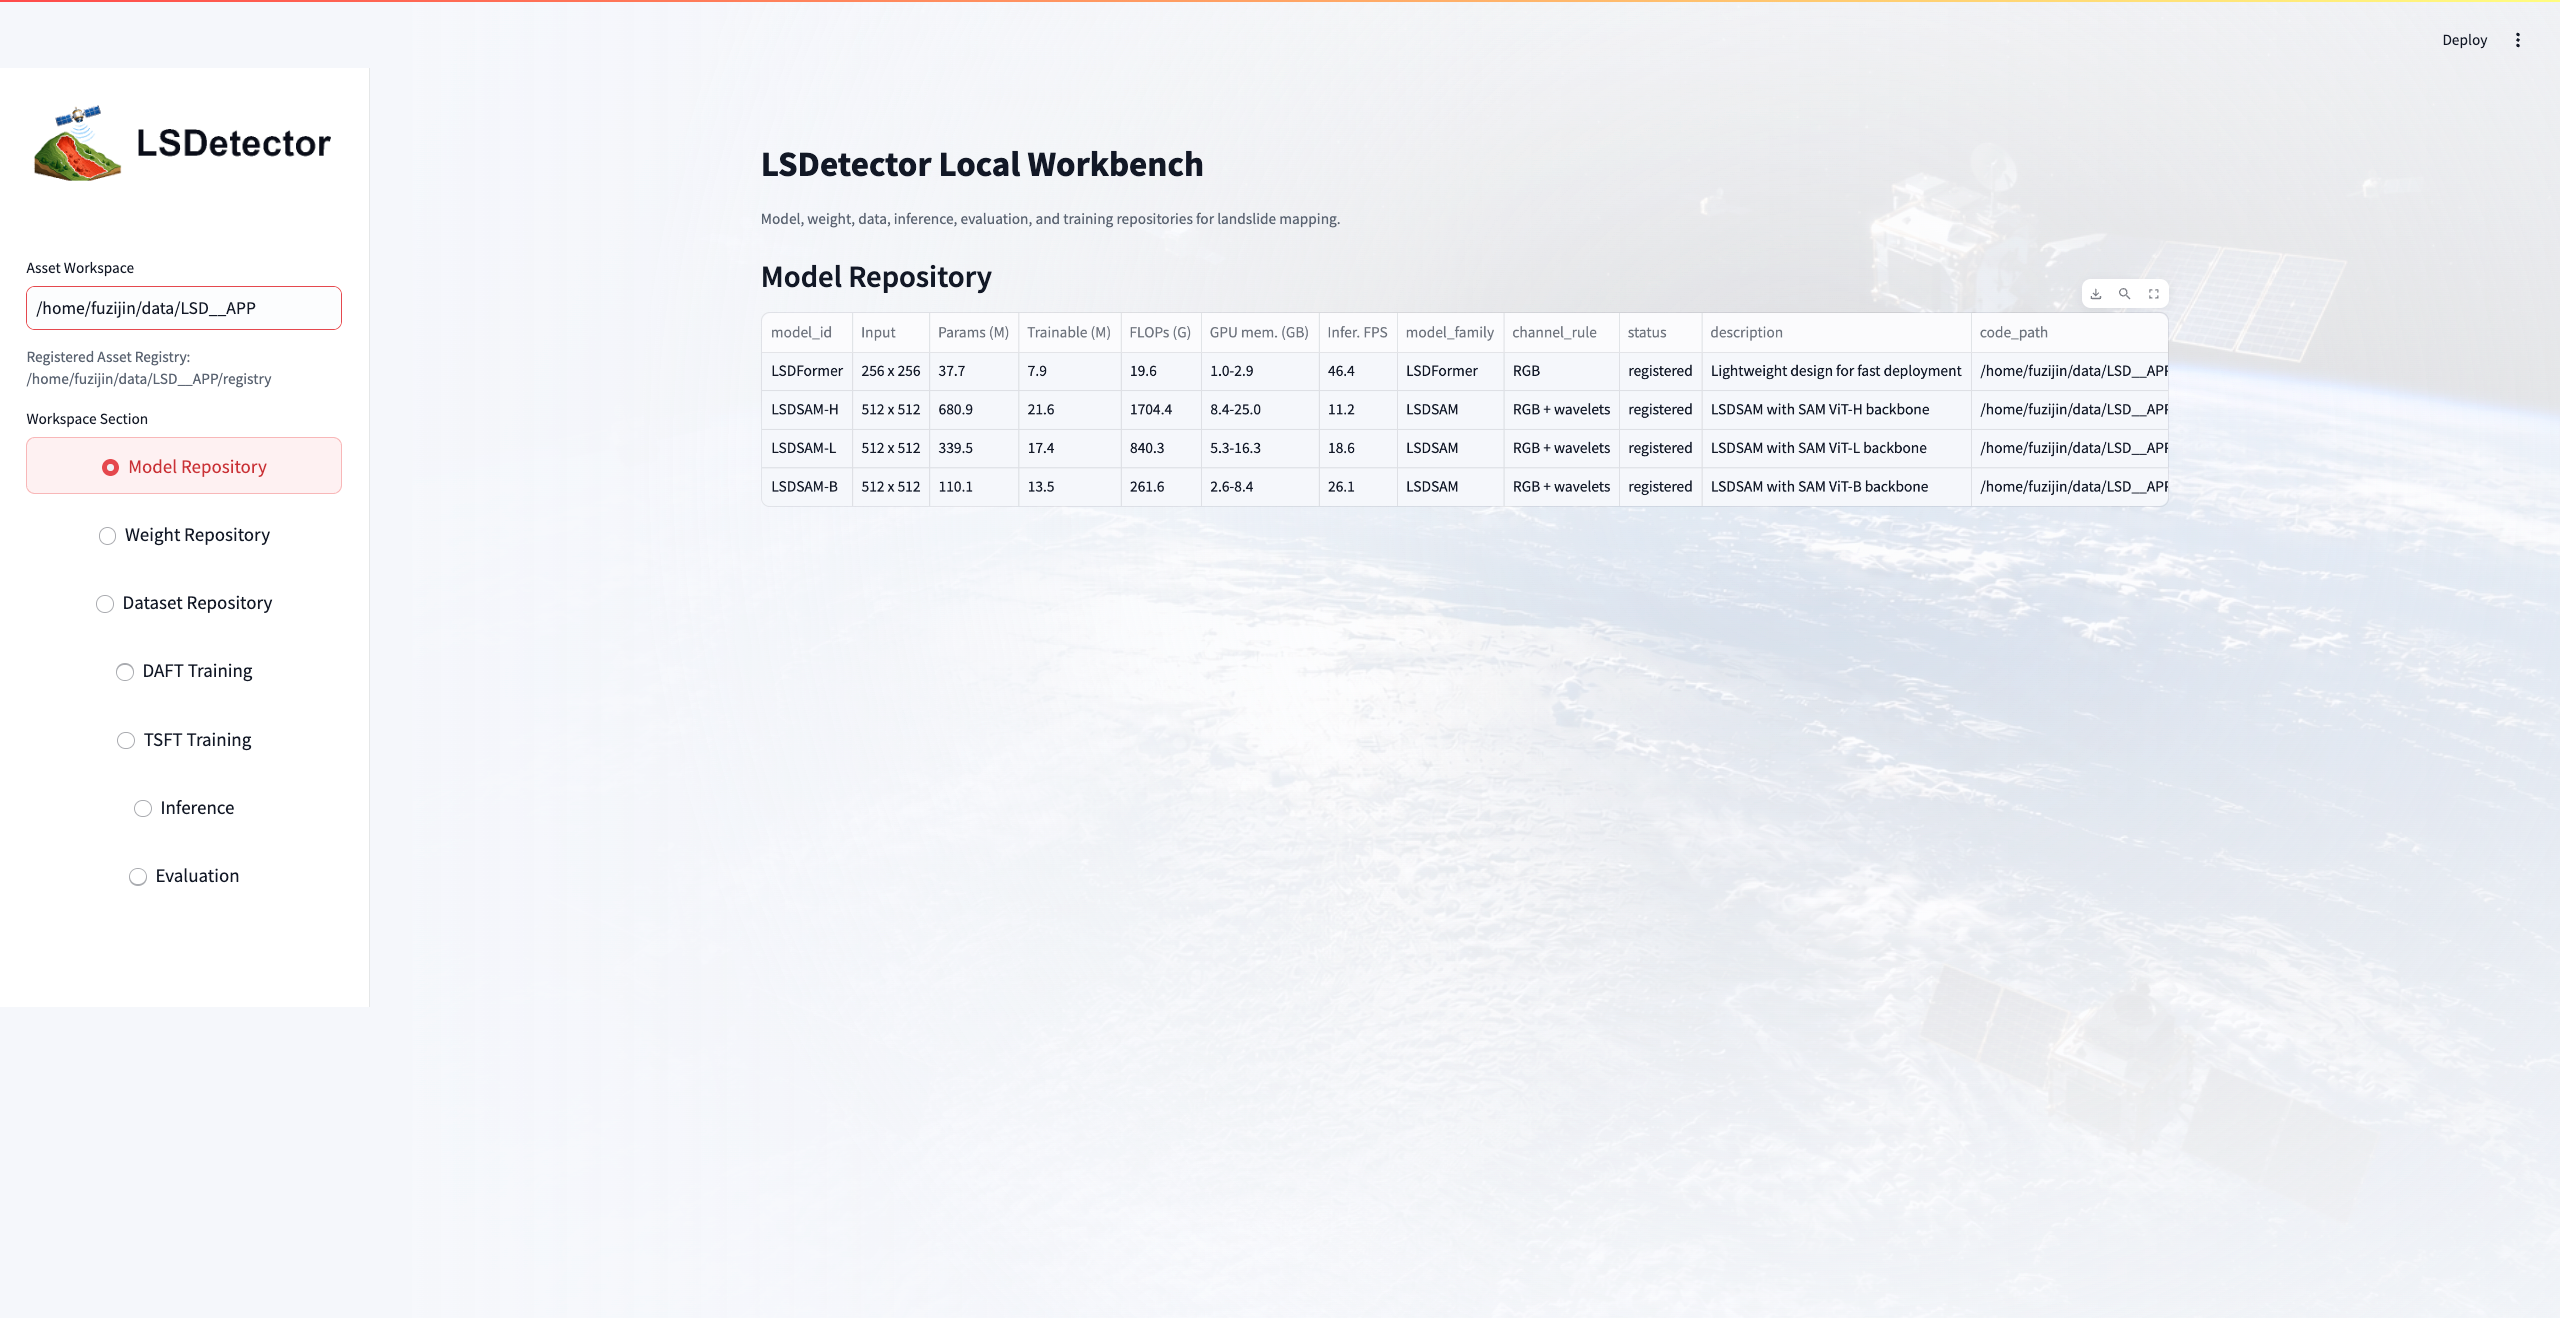 Deploy
LSDetector
Asset Workspace
/home/fuzijin/data/LSD__APP
Registered Asset Registry:
/home/fuzijin/data/LSD__APP/registry
Workspace Section
Model Repository
Weight Repository
Dataset Repository
DAFT Training
TSFT Training
Inference
Evaluation
LSDetector Local Workbench
Model, weight, data, inference, evaluation, and training repositories for landslide mapping.
Model Repository
model_id Input Params (M) Trainable (M) FLOPs (G) GPU mem. (GB) Infer. FPS model_family channel_rule status description code_path
LSDFormer 256 x 256 37.7 7.9 19.6 1.0-2.9 46.4 LSDFormer RGB registered Lightweight design for fast deployment /home/fuzijin/data/LSD__APP
LSDSAM-H 512 x 512 680.9 21.6 1704.4 8.4-25.0 11.2 LSDSAM RGB + wavelets registered LSDSAM with SAM ViT-H backbone /home/fuzijin/data/LSD__APP
LSDSAM-L 512 x 512 339.5 17.4 840.3 5.3-16.3 18.6 LSDSAM RGB + wavelets registered LSDSAM with SAM ViT-L backbone /home/fuzijin/data/LSD__APP
LSDSAM-B 512 x 512 110.1 13.5 261.6 2.6-8.4 26.1 LSDSAM RGB + wavelets registered LSDSAM with SAM ViT-B backbone /home/fuzijin/data/LSD__APP